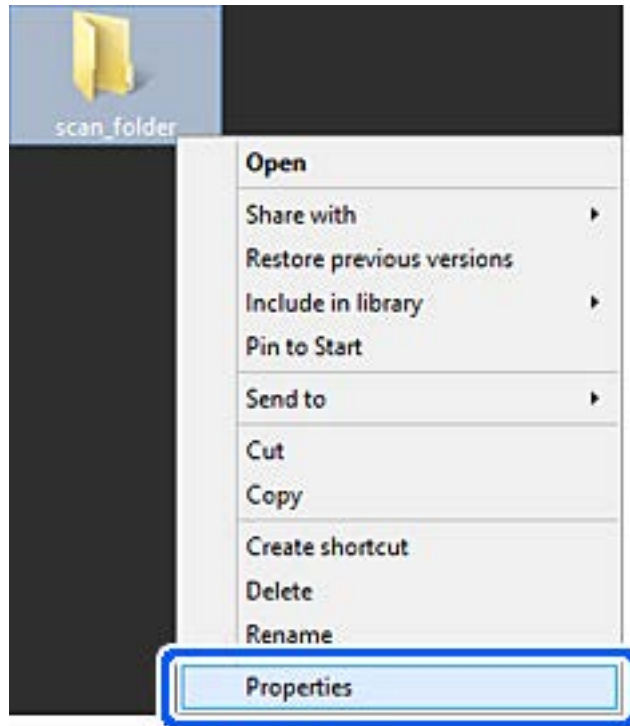 scan_folder
Open
Share with
Restore previous versions
Include in library
Pin to Start
Send to
Cut
Copy
Create shortcut
Delete
Rename
Properties